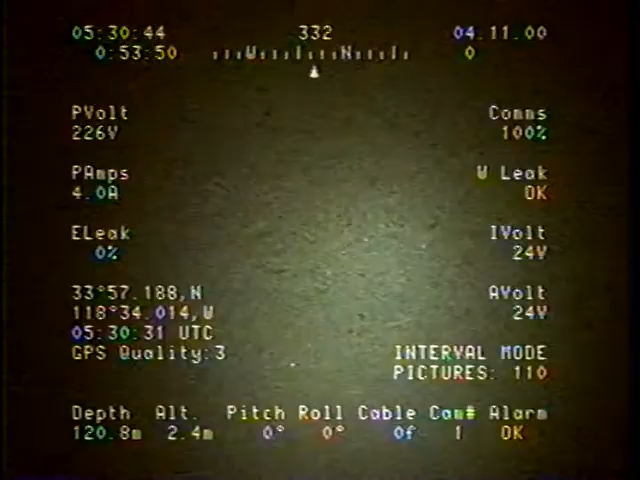 05:30:44 332 04.11.00
0:53:50 W N 0
PVolt Comms
226V 100%
PAmps W Leak
4.0A OK
ELeak IVolt
0% 24V
33°57.188,N AVolt
118°34.014,W 24V
05:30:31 UTC
GPS Quality:3 INTERVAL MODE
PICTURES: 110
Depth Alt. Pitch Roll Cable Cam# Alarm
120.8m 2.4m 0° 0° 0f 1 OK